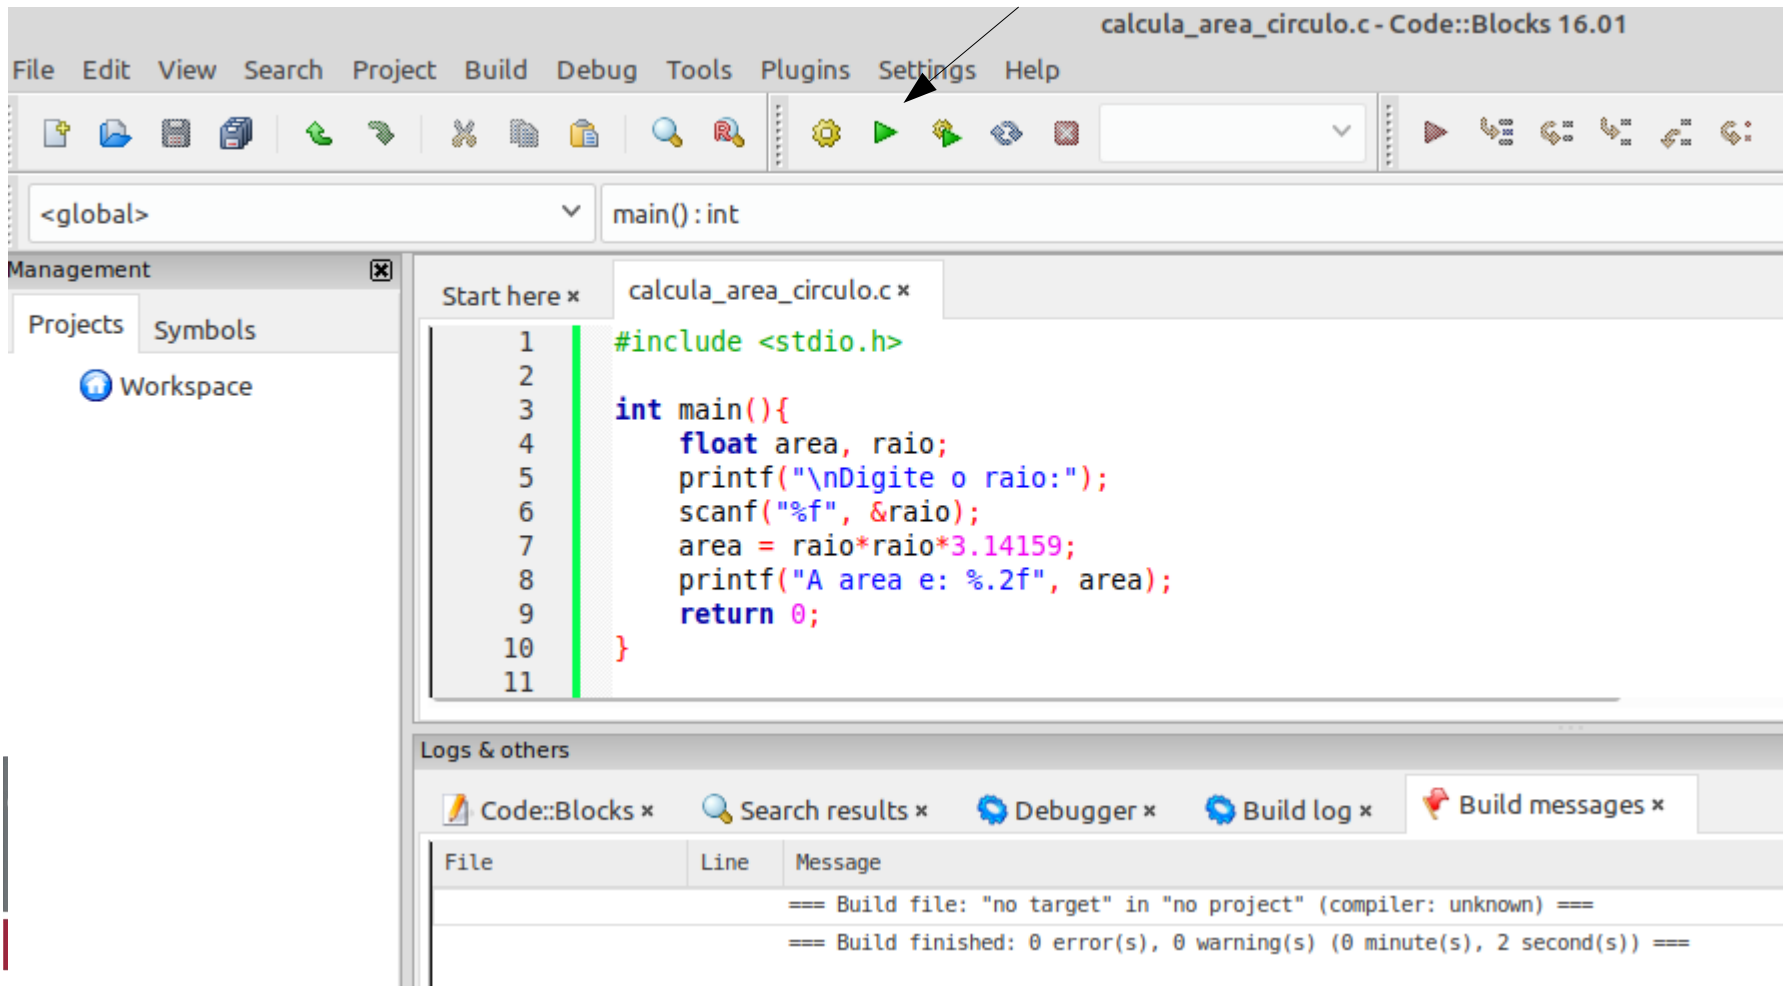 calcula_area_circulo.c - Code::Blocks 16.01
File Edit View Search Project Build Debug Tools Plugins Settings Help
<global> main() : int
Management
Projects Symbols
Workspace
Start here × calcula_area_circulo.c ×
1 #include <stdio.h>
2
3 int main(){
4 float area, raio;
5 printf("\nDigite o raio:");
6 scanf("%f", &raio);
7 area = raio*raio*3.14159;
8 printf("A area e: %.2f", area);
9 return 0;
10 }
11
Logs & others
Code::Blocks × Search results × Debugger × Build log × Build messages ×
File Line Message
=== Build file: "no target" in "no project" (compiler: unknown) ===
=== Build finished: 0 error(s), 0 warning(s) (0 minute(s), 2 second(s)) ===